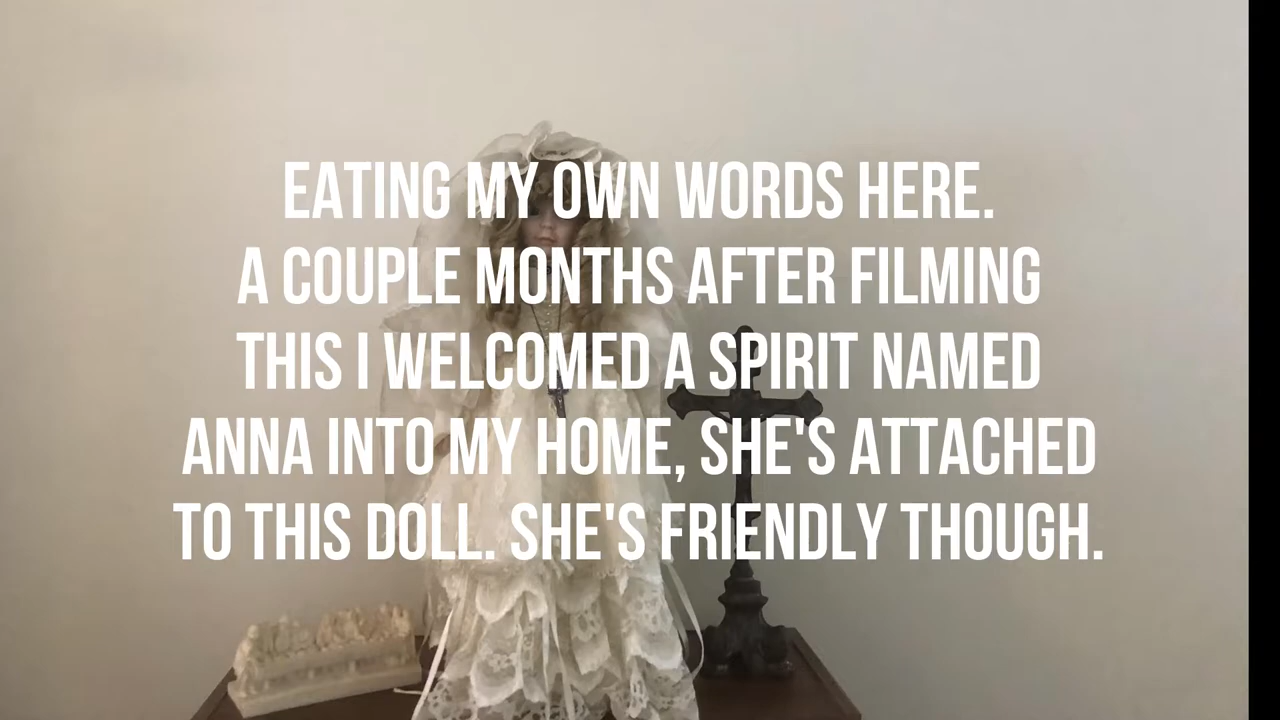 EATING MY OWN WORDS HERE.
A COUPLE MONTHS AFTER FILMING
THIS I WELCOMED A SPIRIT NAMED
ANNA INTO MY HOME, SHE'S ATTACHED
TO THIS DOLL. SHE'S FRIENDLY THOUGH.